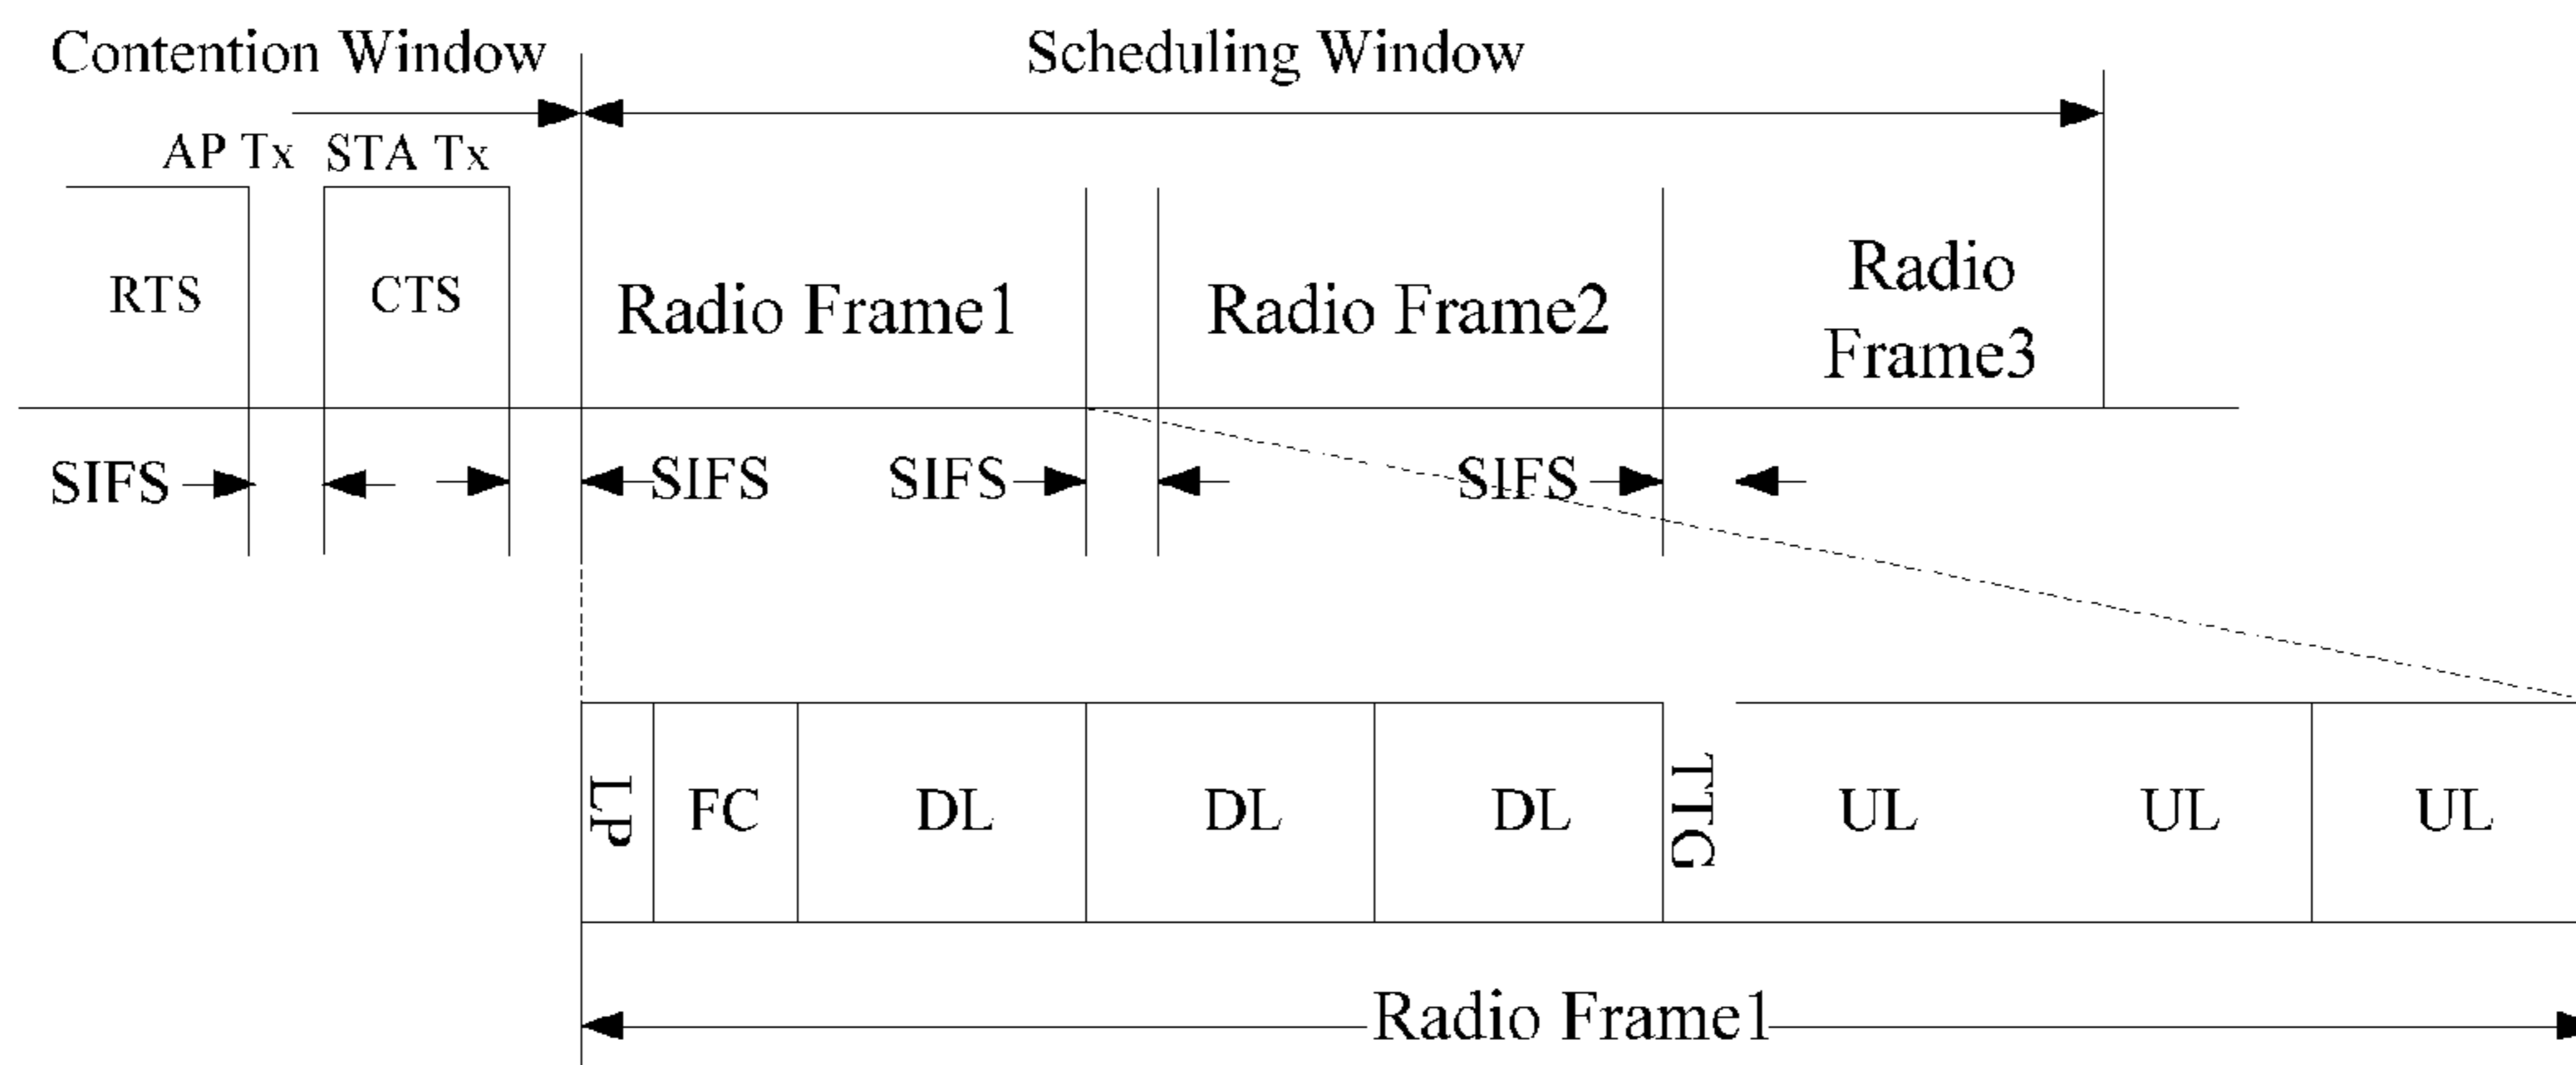 Contention Window
Scheduling Window
AP Tx
STA Tx
RTS
CTS
Radio Frame1
Radio Frame2
Radio
Frame3
SIFS
SIFS
SIFS
SIFS
LP
FC
DL
DL
DL
TTG
UL
UL
UL
Radio Frame1